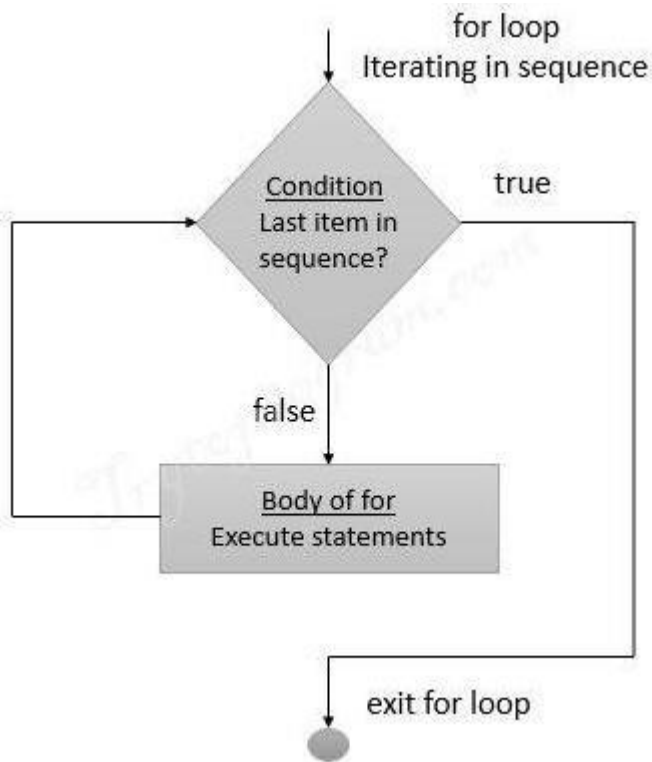 for loop
Iterating in sequence
Condition
Last item in
sequence?
true
false
Body of for
Execute statements
exit for loop